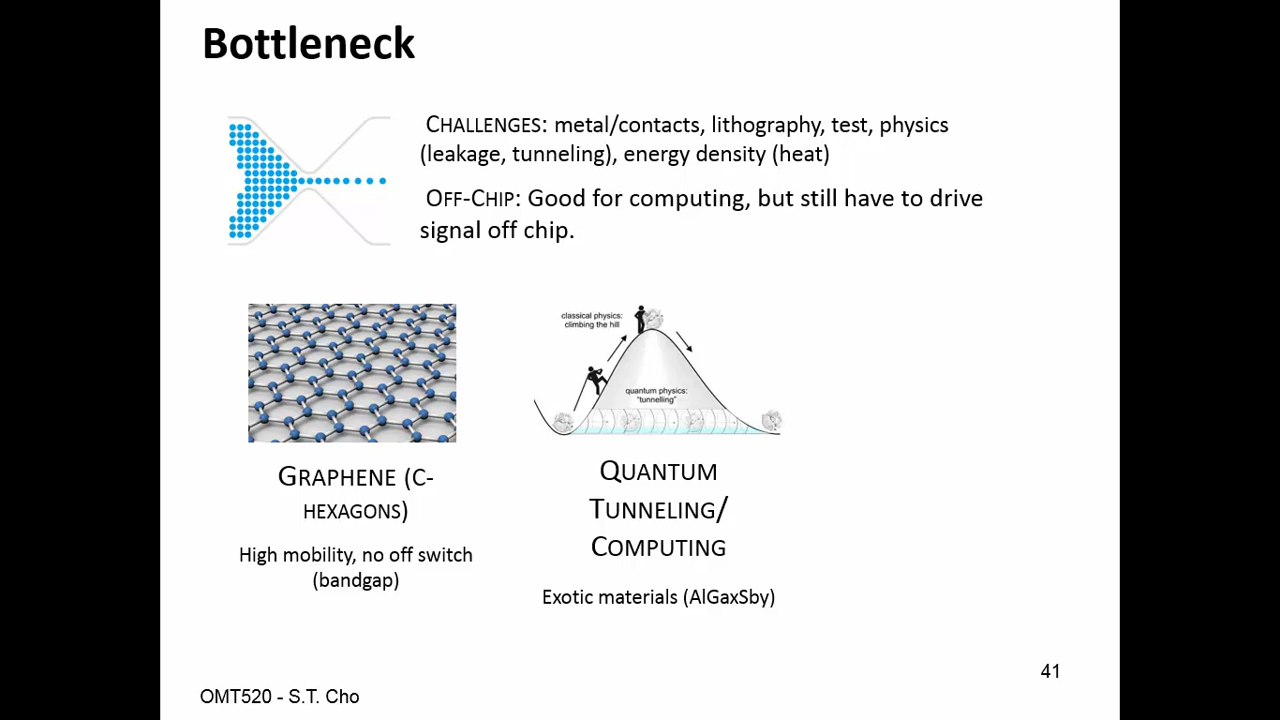 Bottleneck
CHALLENGES: metal/contacts, lithography, test, physics
(leakage, tunneling), energy density (heat)
OFF-CHIP: Good for computing, but still have to drive
signal off chip.
classical physics:
climbing the hill
quantum physics:
"tunnelling"
GRAPHENE (C-
HEXAGONS)
High mobility, no off switch
(bandgap)
QUANTUM
TUNNELING/
COMPUTING
Exotic materials (AlGaxSby)
41
OMT520 - S.T. Cho